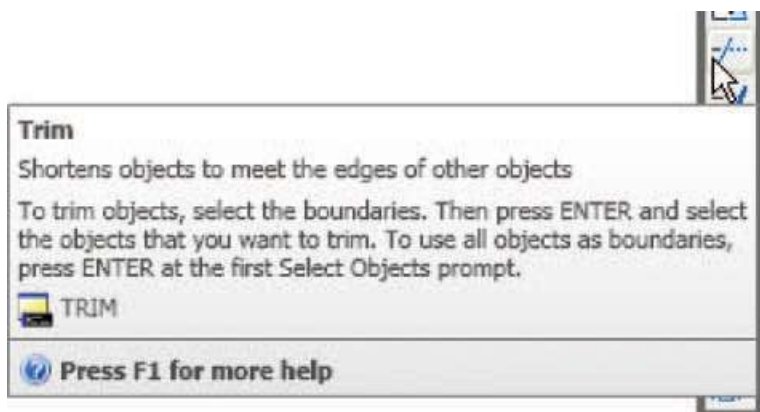 Trim
Shortens objects to meet the edges of other objects
To trim objects, select the boundaries. Then press ENTER and select
the objects that you want to trim. To use all objects as boundaries,
press ENTER at the first Select Objects prompt.
TRIM
Press F1 for more help